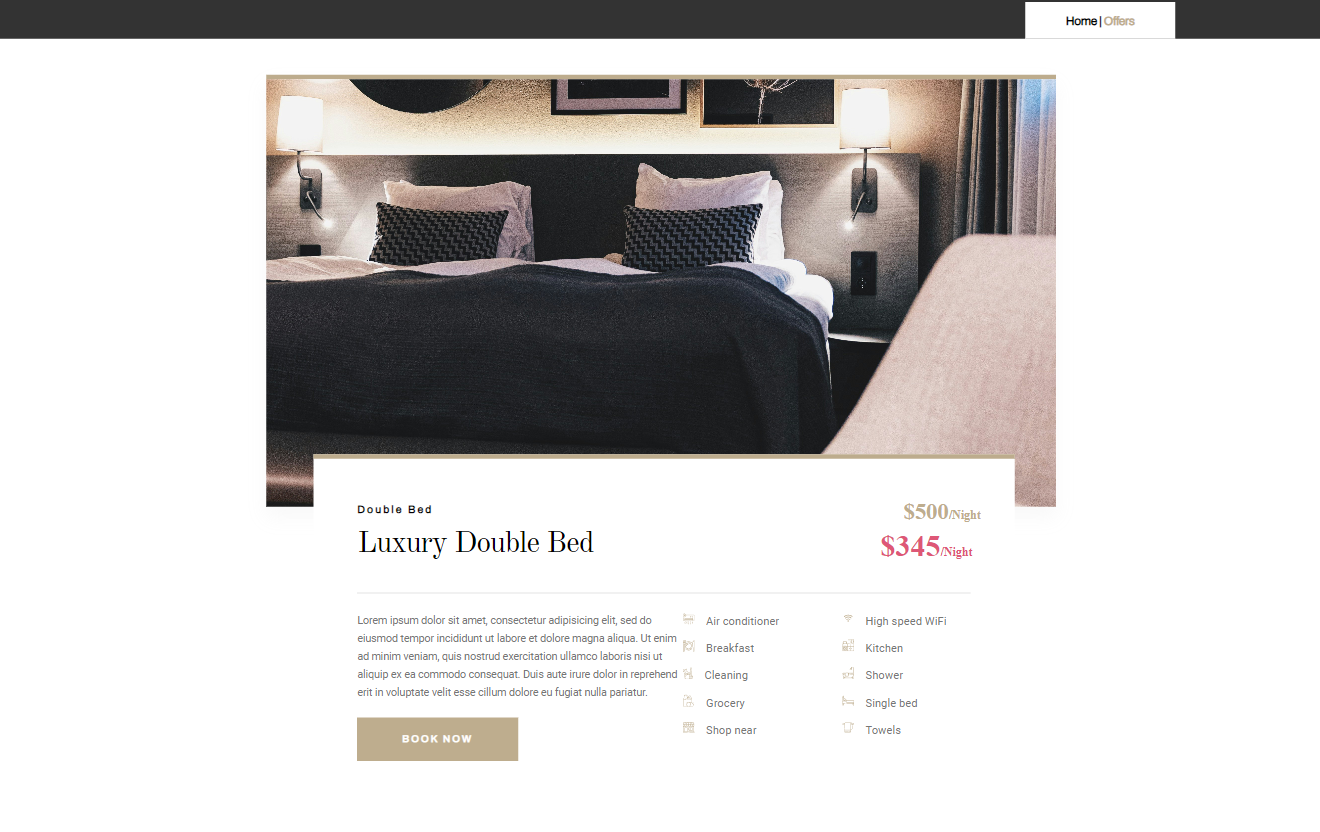 Home | Offers
Double Bed
$500/Night
Luxury Double Bed
$345/Night
Lorem ipsum dolor sit amet, consectetur adipisicing elit, sed do
eiusmod tempor incididunt ut labore et dolore magna aliqua. Ut enim
ad minim veniam, quis nostrud exercitation ullamco laboris nisi ut
aliquip ex ea commodo consequat. Duis aute irure dolor in reprehend
erit in voluptate velit esse cillum dolore eu fugiat nulla pariatur.
BOOK NOW
Air conditioner
Breakfast
Cleaning
Grocery
Shop near
High speed WiFi
Kitchen
Shower
Single bed
Towels